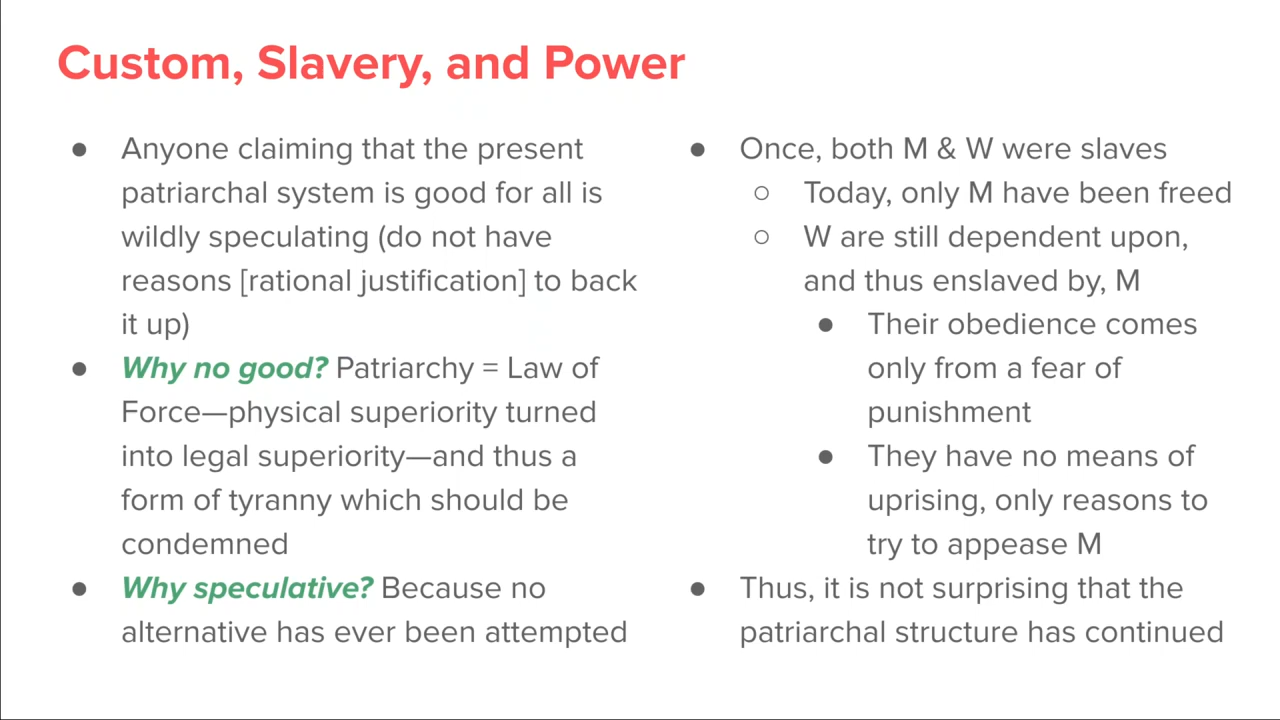 Custom, Slavery, and Power
● Anyone claiming that the present
patriarchal system is good for all is
wildly speculating (do not have
reasons [rational justification] to back
it up)
● Why no good? Patriarchy = Law of
Force—physical superiority turned
into legal superiority—and thus a
form of tyranny which should be
condemned
● Why speculative? Because no
alternative has ever been attempted
● Once, both M & W were slaves
○ Today, only M have been freed
○ W are still dependent upon,
and thus enslaved by, M
● Their obedience comes
only from a fear of
punishment
● They have no means of
uprising, only reasons to
try to appease M
● Thus, it is not surprising that the
patriarchal structure has continued